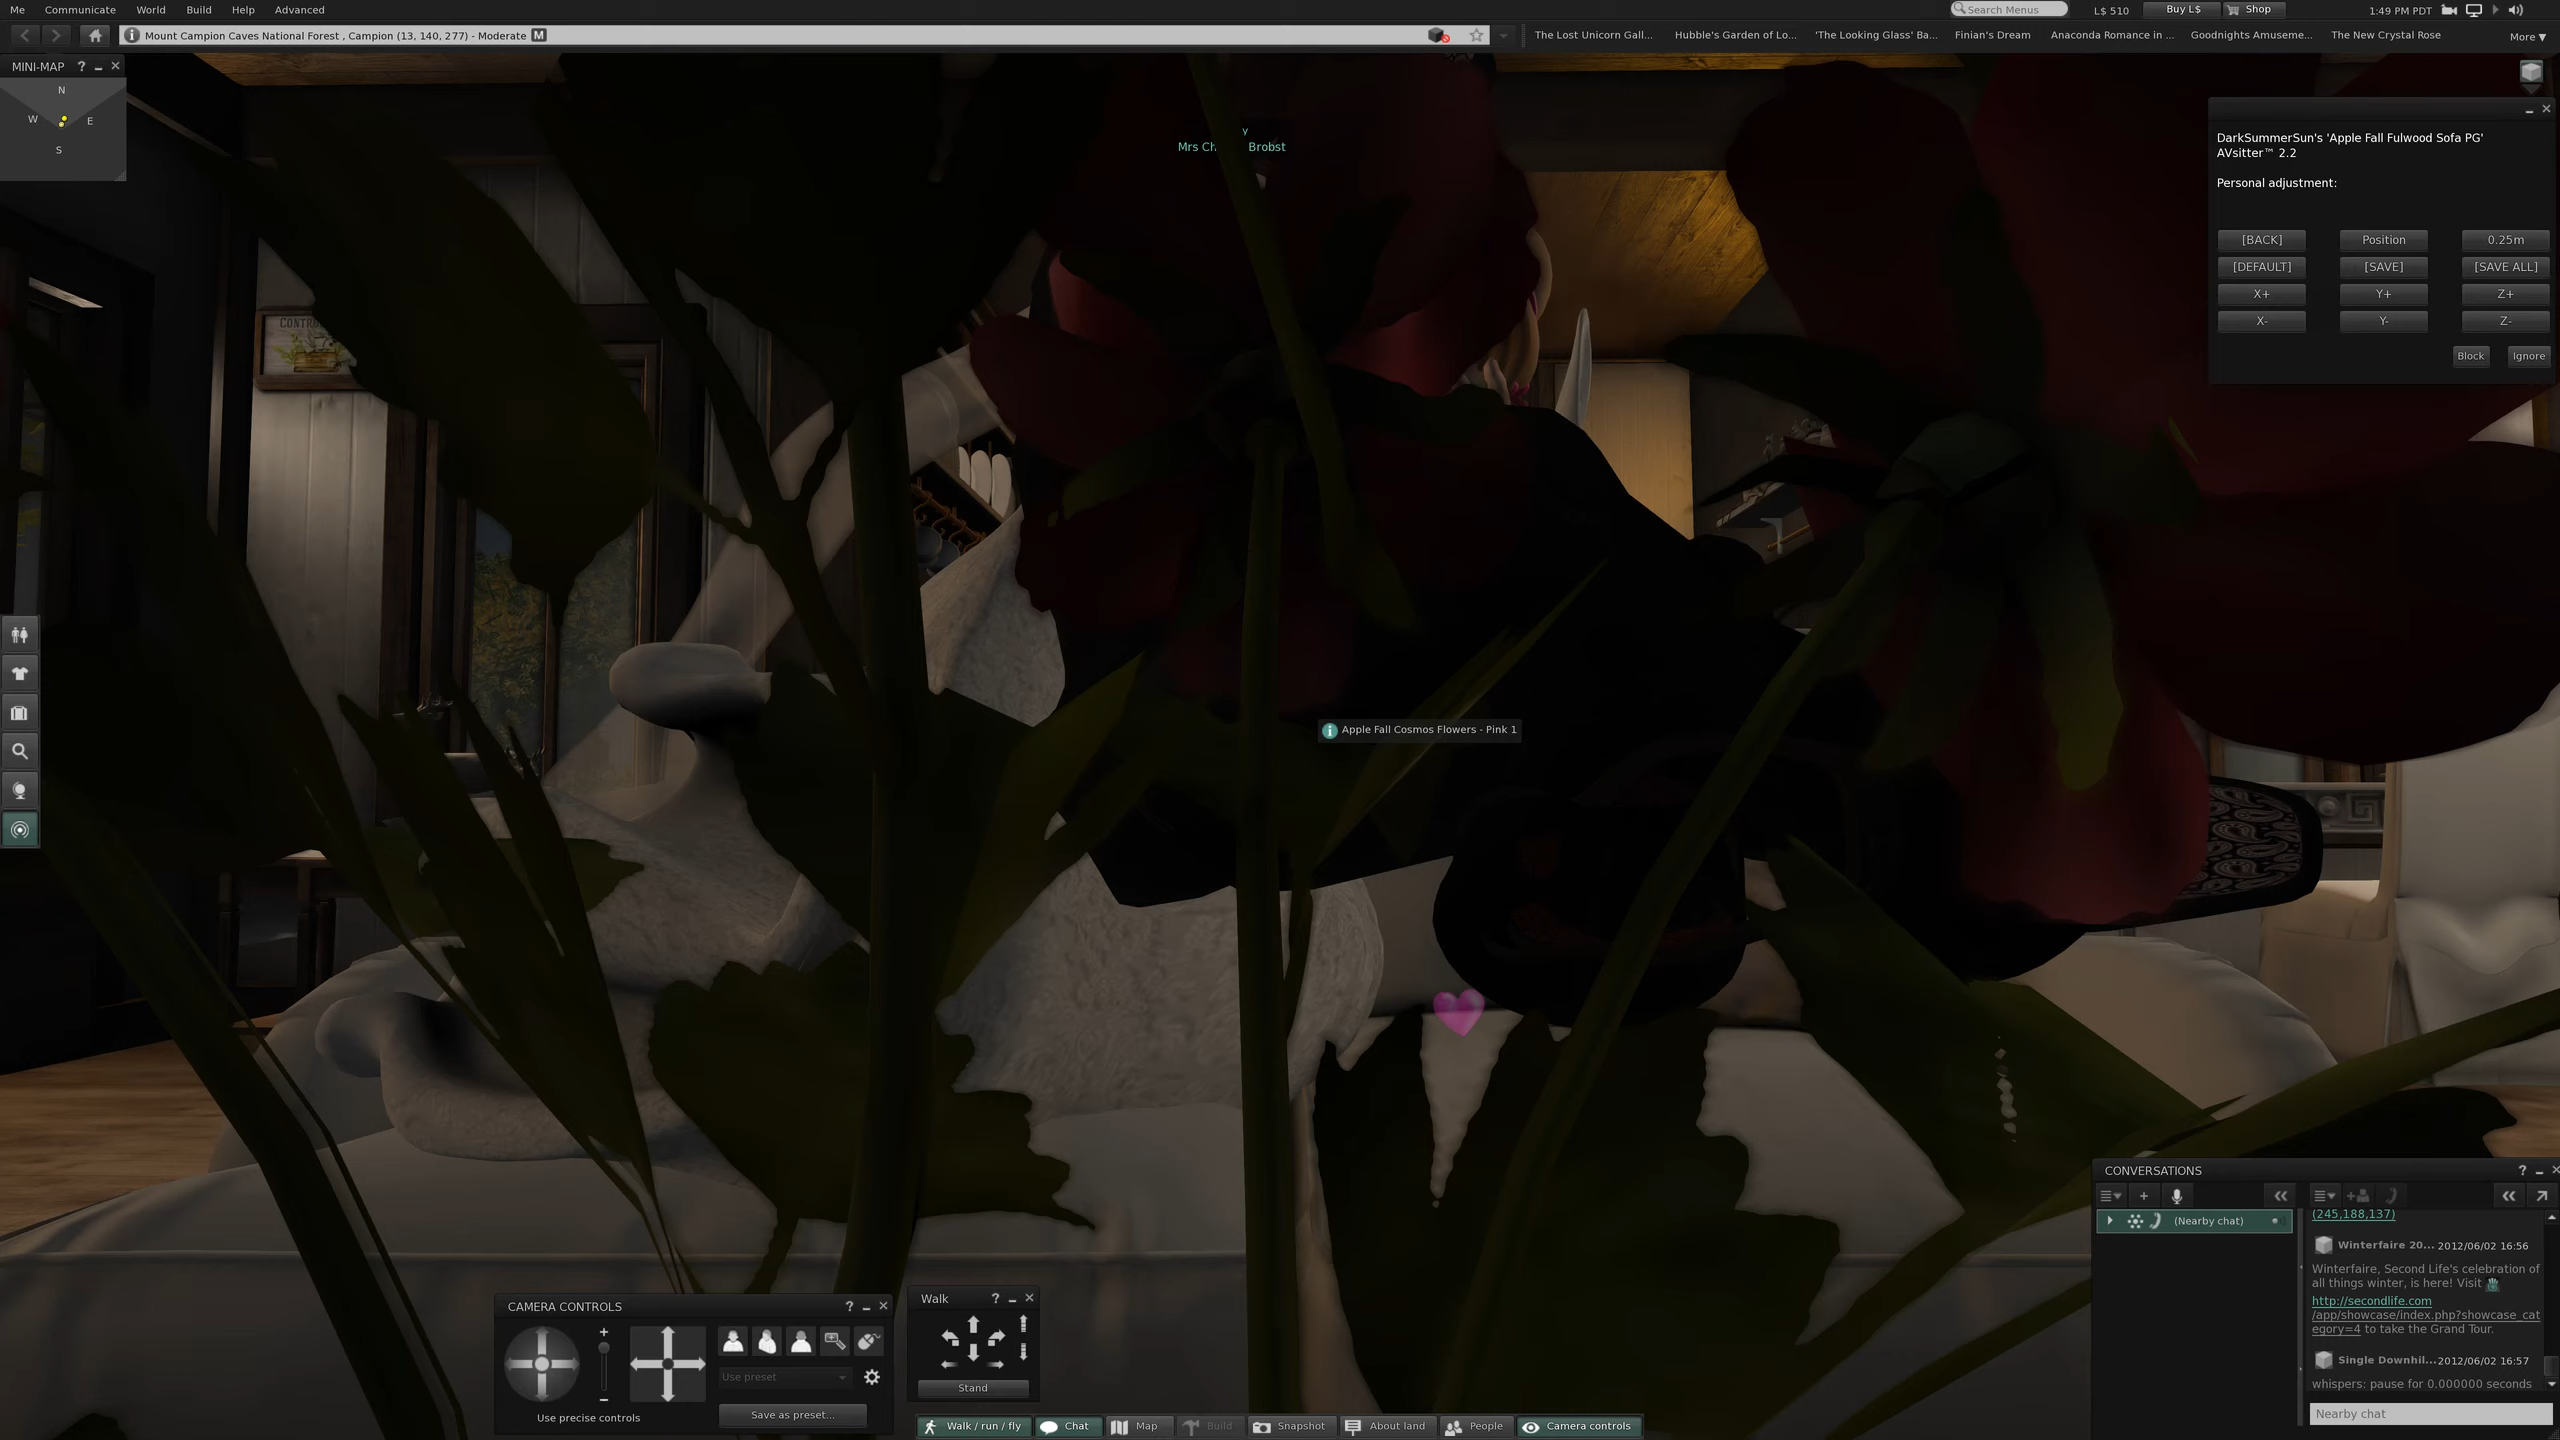 Me Communicate World Build Help Advanced
Search Menus
L$ 510
Buy L$
Shop
1:49 PM PDT
Mount Campion Caves National Forest , Campion (13, 140, 277) - Moderate M
The Lost Unicorn Gall...
Hubble's Garden of Lo...
'The Looking Glass' Ba...
Finian's Dream
Anaconda Romance in ...
Goodnights Amuseme...
The New Crystal Rose
More ▼
MINI-MAP
?
N
W
E
S
y
Mrs Ch
Brobst
DarkSummerSun's 'Apple Fall Fulwood Sofa PG'
AVsitter™ 2.2
Personal adjustment:
[BACK] Position 0.25m
[DEFAULT] [SAVE] [SAVE ALL]
X+ Y+ Z+
X- Y- Z-
Block Ignore
Apple Fall Cosmos Flowers - Pink 1
CONVERSATIONS
?
(Nearby chat)
(245,188,137)
Winterfaire 20... 2012/06/02 16:56
Winterfaire, Second Life's celebration of
all things winter, is here! Visit
http://secondlife.com
/app/showcase/index.php?showcase_cat
egory=4 to take the Grand Tour.
Single Downhil... 2012/06/02 16:57
whispers: pause for 0.000000 seconds
Nearby chat
CAMERA CONTROLS
?
Use preset
Use precise controls
Save as preset...
Walk
?
Stand
Walk / run / fly
Chat
Map
Build
Snapshot
About land
People
Camera controls